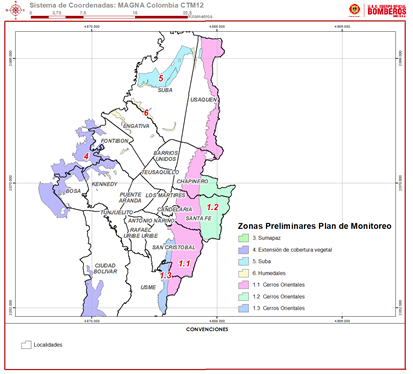 Sistema de Coordenadas: MAGNA Colombia CTM12
BOMBEROS
5
SUBA
USAQUEN
6
ENGATIVA
FONTIBON
4
BARRIOS
UNIDOS
TEUSAQUILLO
CHAPINERO
BOSA
KENNEDY
PUENTE
ARANDA
LOS MARTIRES
1.2
CANDELARIA
TUNJUELITO
ANTONIO NARIÑO
SANTA FE
RAFAEL
URIBE URIBE
SAN CRISTOBAL
CIUDAD
BOLIVAR
1.1
1.3
USME
Zonas Preliminares Plan de Monitoreo
3. Sumapaz
4. Extensión de cobertura vegetal
5. Suba
6. Humedales
1.1 Cerros Orientales
1.2 Cerros Orientales
1.3 Cerros Orientales
CONVENCIONES
Localidades